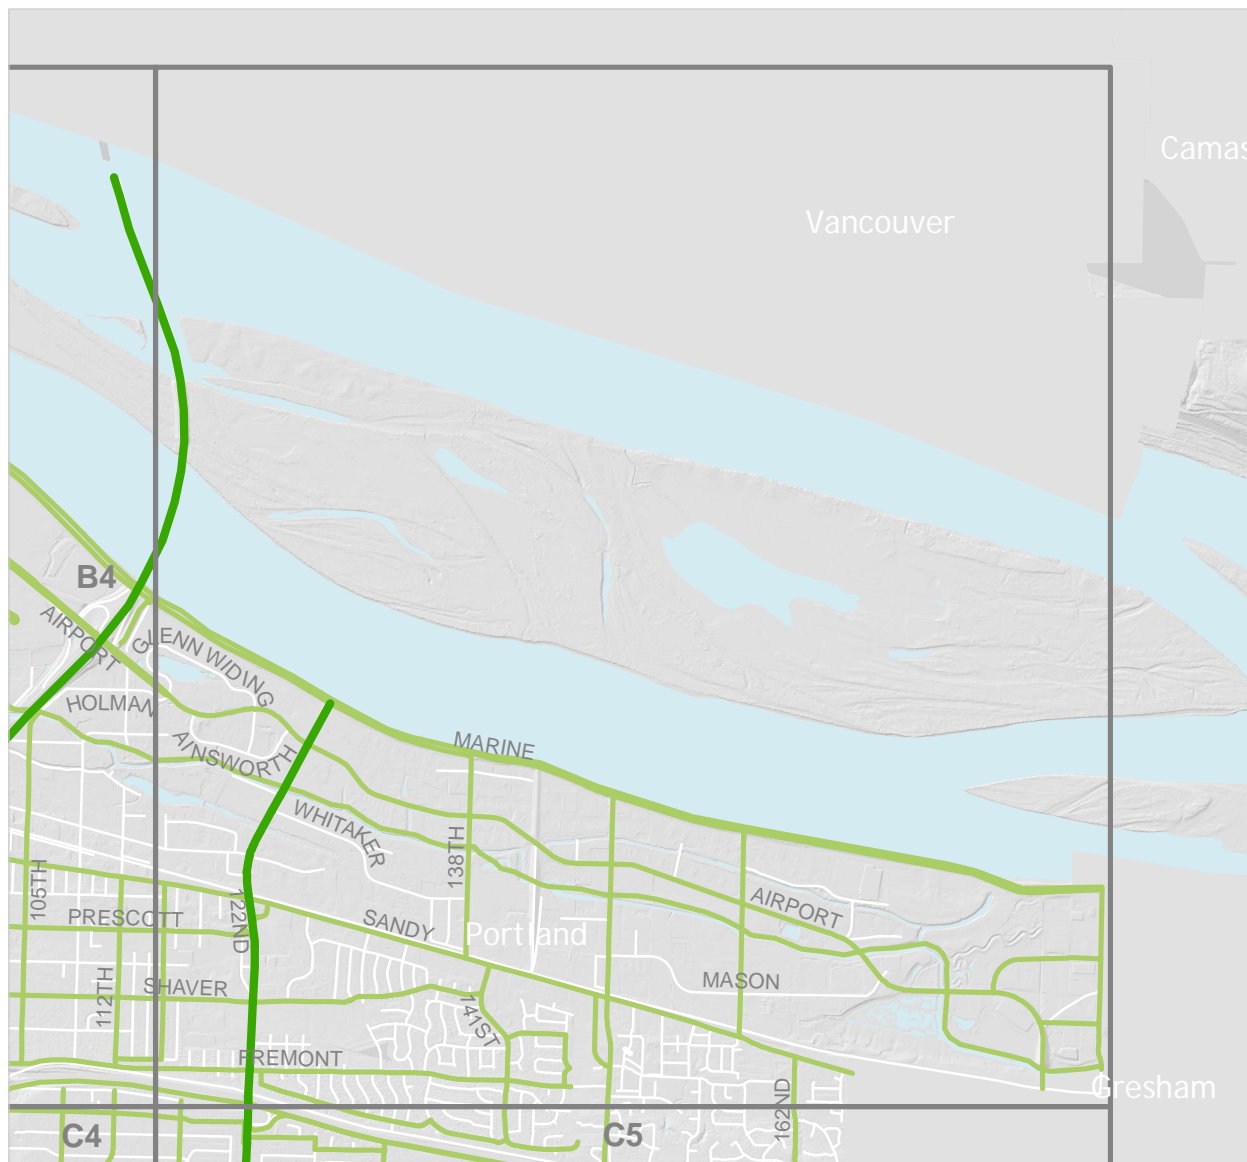 Camas
Vancouver
B4
AIRPORT
GLENN WIDING
HOLMAN
AINSWORTH
MARINE
WHITAKER
138TH
105TH
PRESCOTT
122ND
SANDY
Portland
AIRPORT
112TH
SHAVER
141ST
MASON
FREMONT
Gresham
162ND
C4
C5